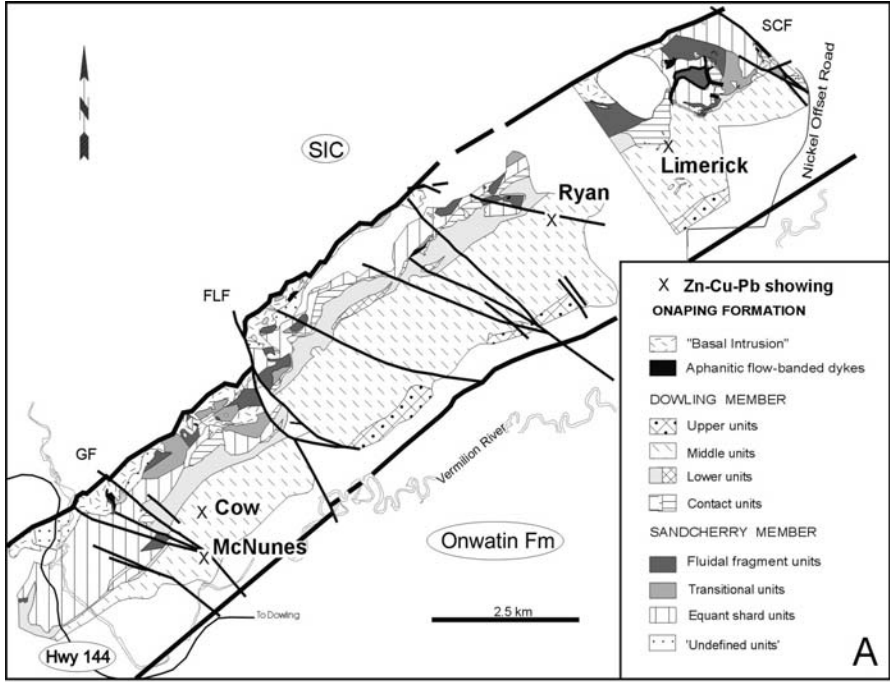 SCF
Nickel Offset Road
N
SIC
Limerick
Ryan
FLF
GF
Cow
McNunes
Vermilion River
Onwatin Fm
2.5 km
To Dowling
Hwy 144
X Zn-Cu-Pb showing
ONAPING FORMATION
"Basal Intrusion"
Aphanitic flow-banded dykes
DOWLING MEMBER
Upper units
Middle units
Lower units
Contact units
SANDCHERRY MEMBER
Fluidal fragment units
Transitional units
Equant shard units
'Undefined units'
A